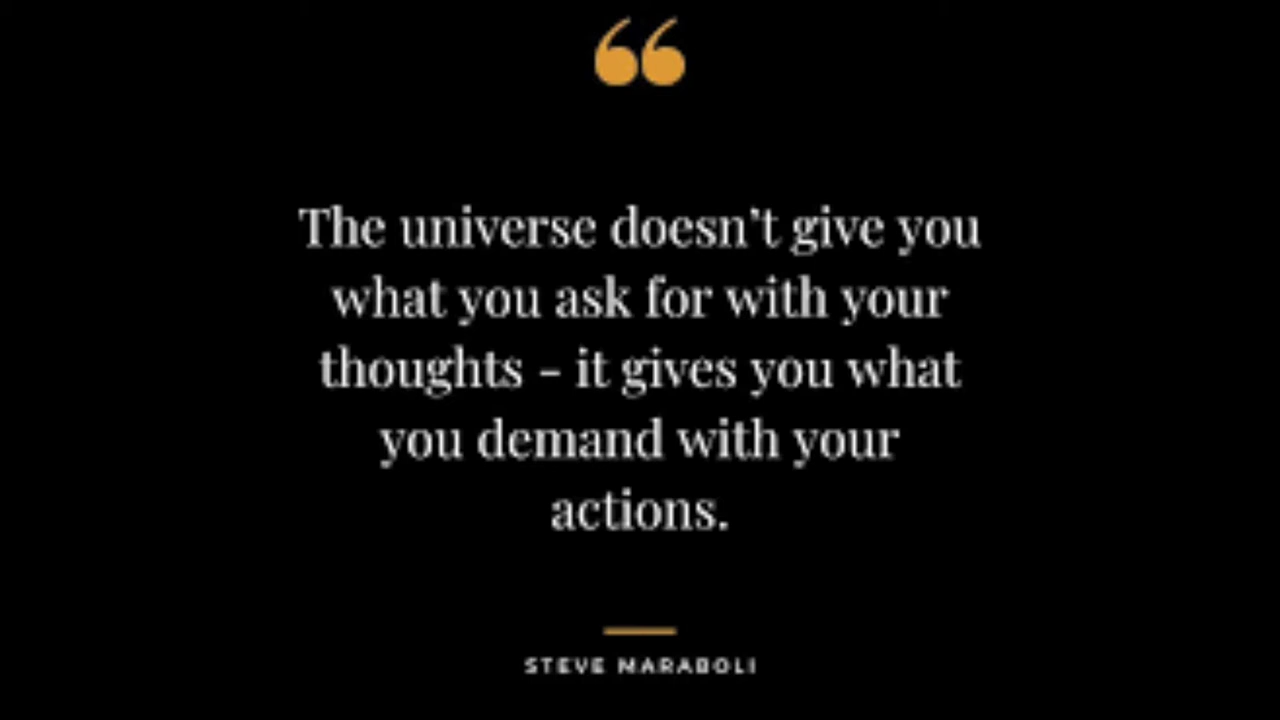 “
The universe doesn’t give you
what you ask for with your
thoughts - it gives you what
you demand with your
actions.
STEVE MARABOLI